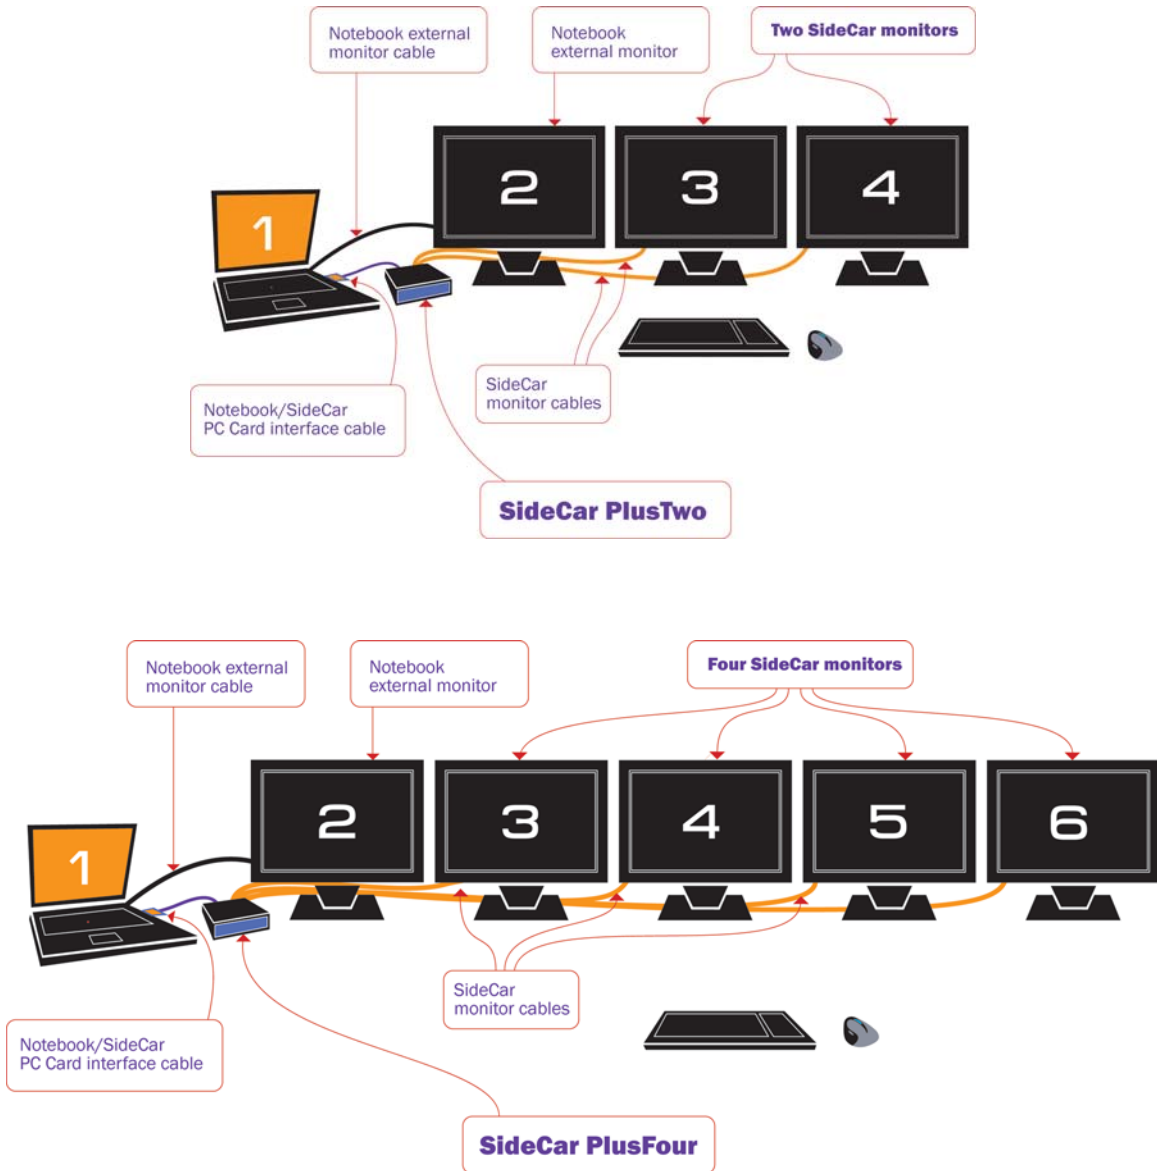 Notebook external
monitor cable
Notebook
external monitor
Two SideCar monitors
1
2
3
4
SideCar
monitor cables
Notebook/SideCar
PC Card interface cable
SideCar PlusTwo
Notebook external
monitor cable
Notebook
external monitor
Four SideCar monitors
1
2
3
4
5
6
SideCar
monitor cables
Notebook/SideCar
PC Card interface cable
SideCar PlusFour